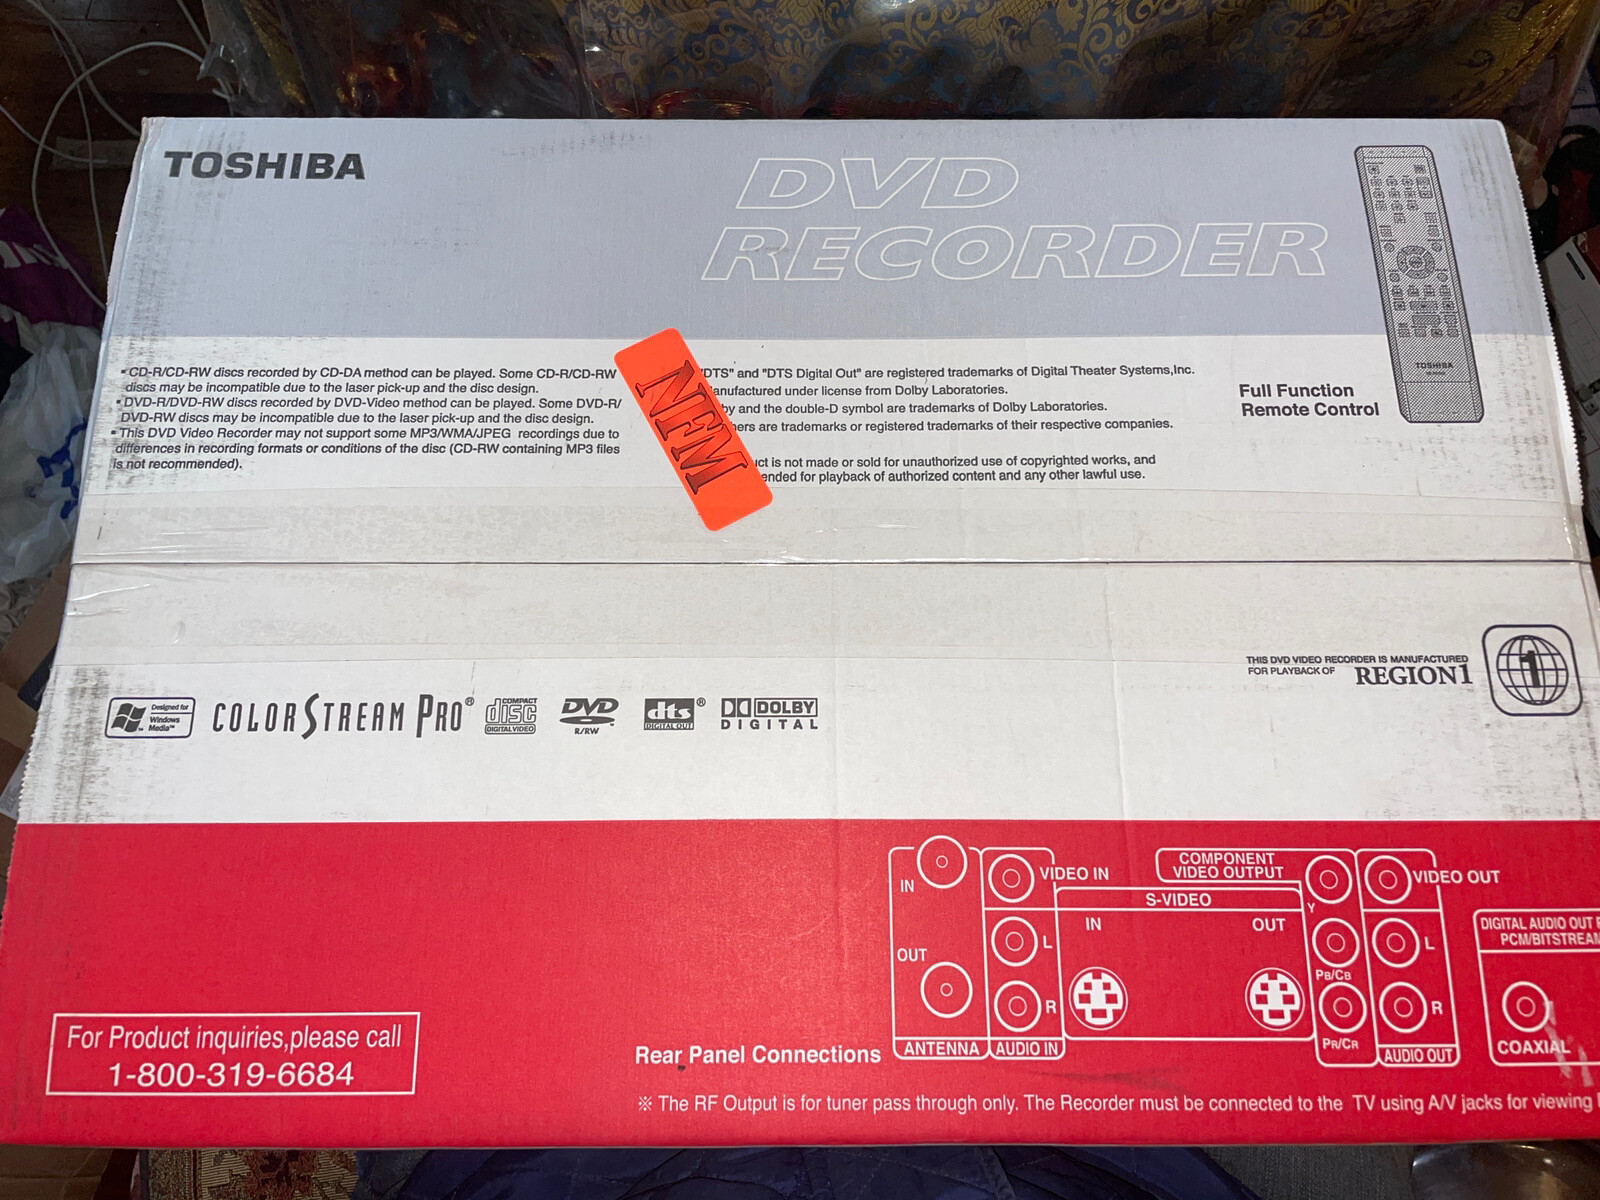 TOSHIBA
DVD
RECORDER
▪ CD-R/CD-RW discs recorded by CD-DA method can be played. Some CD-R/CD-RW
discs may be incompatible due to the laser pick-up and the disc design.
▪ DVD-R/DVD-RW discs recorded by DVD-Video method can be played. Some DVD-R/
DVD-RW discs may be incompatible due to the laser pick-up and the disc design.
▪ This DVD Video Recorder may not support some MP3/WMA/JPEG recordings due to
differences in recording formats or conditions of the disc (CD-RW containing MP3 files
is not recommended).
NFM
"DTS" and "DTS Digital Out" are registered trademarks of Digital Theater Systems,Inc.
anufactured under license from Dolby Laboratories.
by and the double-D symbol are trademarks of Dolby Laboratories.
hers are trademarks or registered trademarks of their respective companies.
uct is not made or sold for unauthorized use of copyrighted works, and
ended for playback of authorized content and any other lawful use.
Full Function
Remote Control
TOSHIBA
Designed for
Windows
Media™
COLORSTREAM PRO®
COMPACT
disc
DIGITAL VIDEO
DVD
R/RW
dts®
DIGITAL OUT
DOLBY
DIGITAL
THIS DVD VIDEO RECORDER IS MANUFACTURED
FOR PLAYBACK OF REGION1
1
For Product inquiries,please call
1-800-319-6684
Rear Panel Connections
IN
OUT
ANTENNA
VIDEO IN
L
R
AUDIO IN
S-VIDEO
IN
OUT
COMPONENT
VIDEO OUTPUT
Y
PB/CB
PR/CR
VIDEO OUT
L
R
AUDIO OUT
DIGITAL AUDIO OUT
PCM/BITSTREAM
COAXIAL
※ The RF Output is for tuner pass through only. The Recorder must be connected to the TV using A/V jacks for viewing